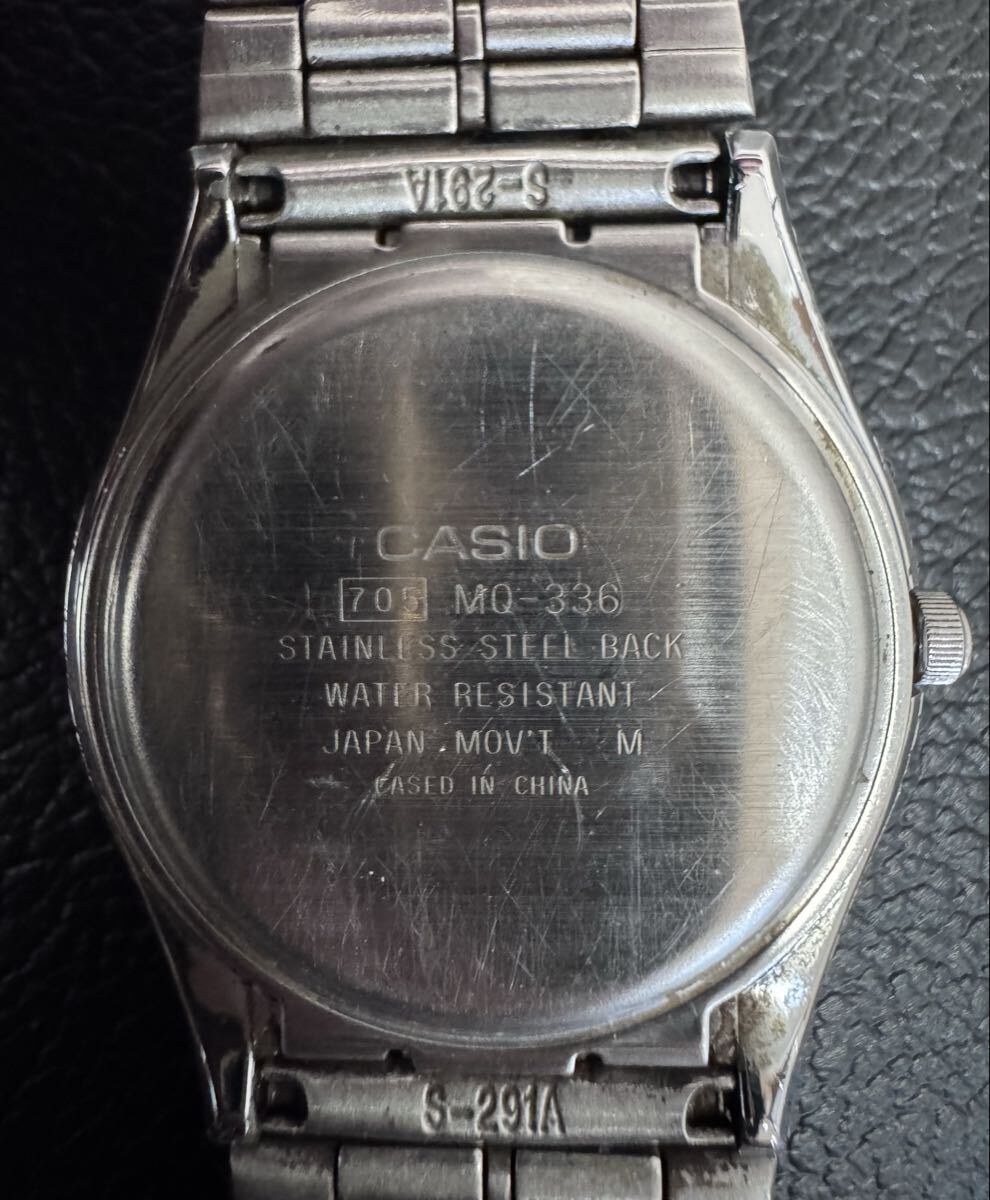 S-291A
CASIO
705 MQ-336
STAINLESS STEEL BACK
WATER RESISTANT
JAPAN MOV'T M
CASED IN CHINA
S-291A